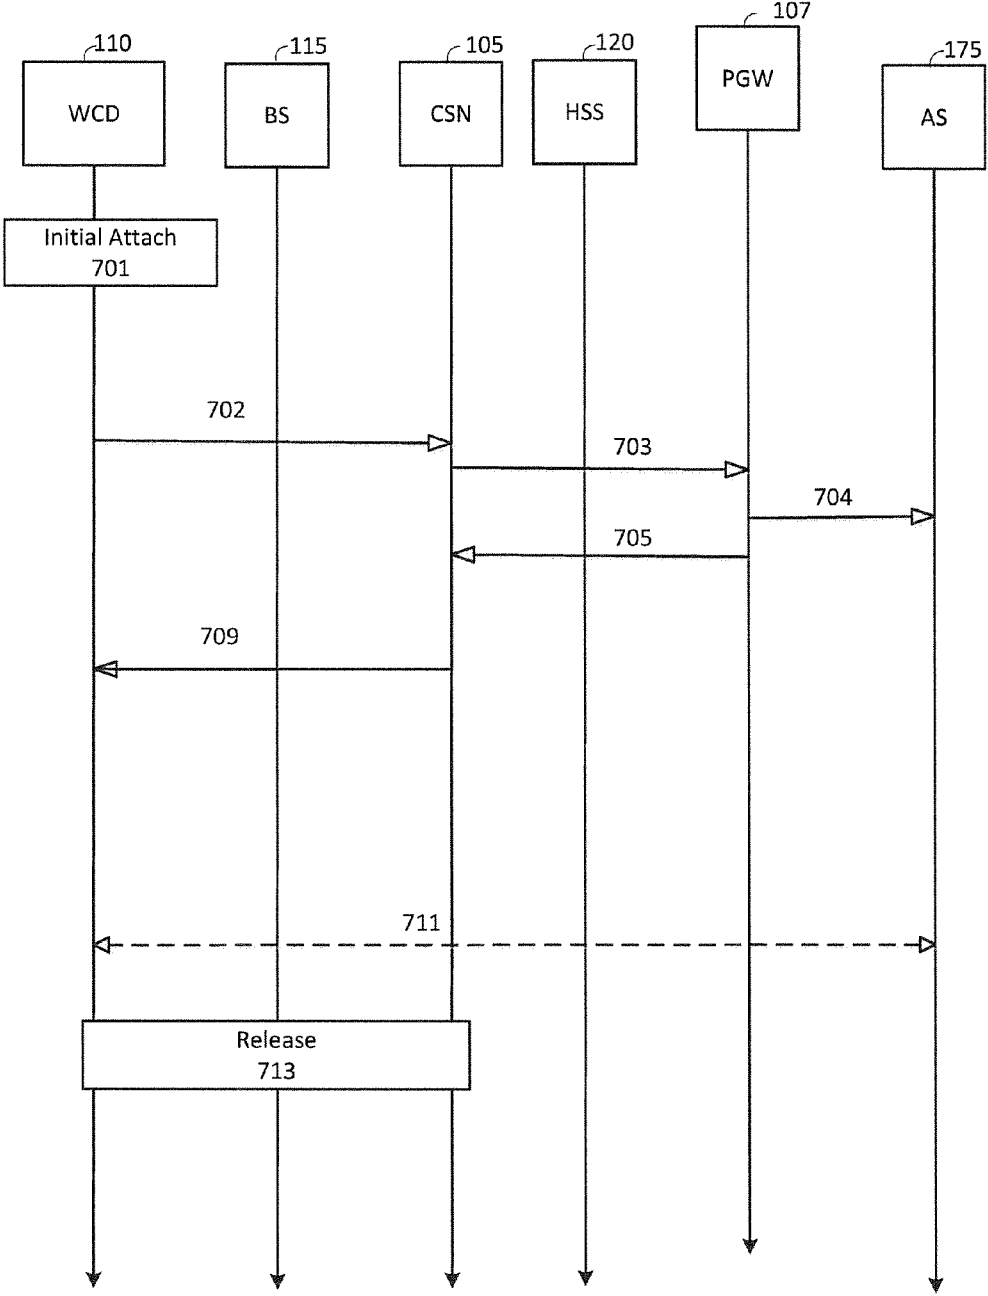 110
115
105
120
107
175
WCD
BS
CSN
HSS
PGW
AS
Initial Attach
701
702
703
704
705
709
711
Release
713